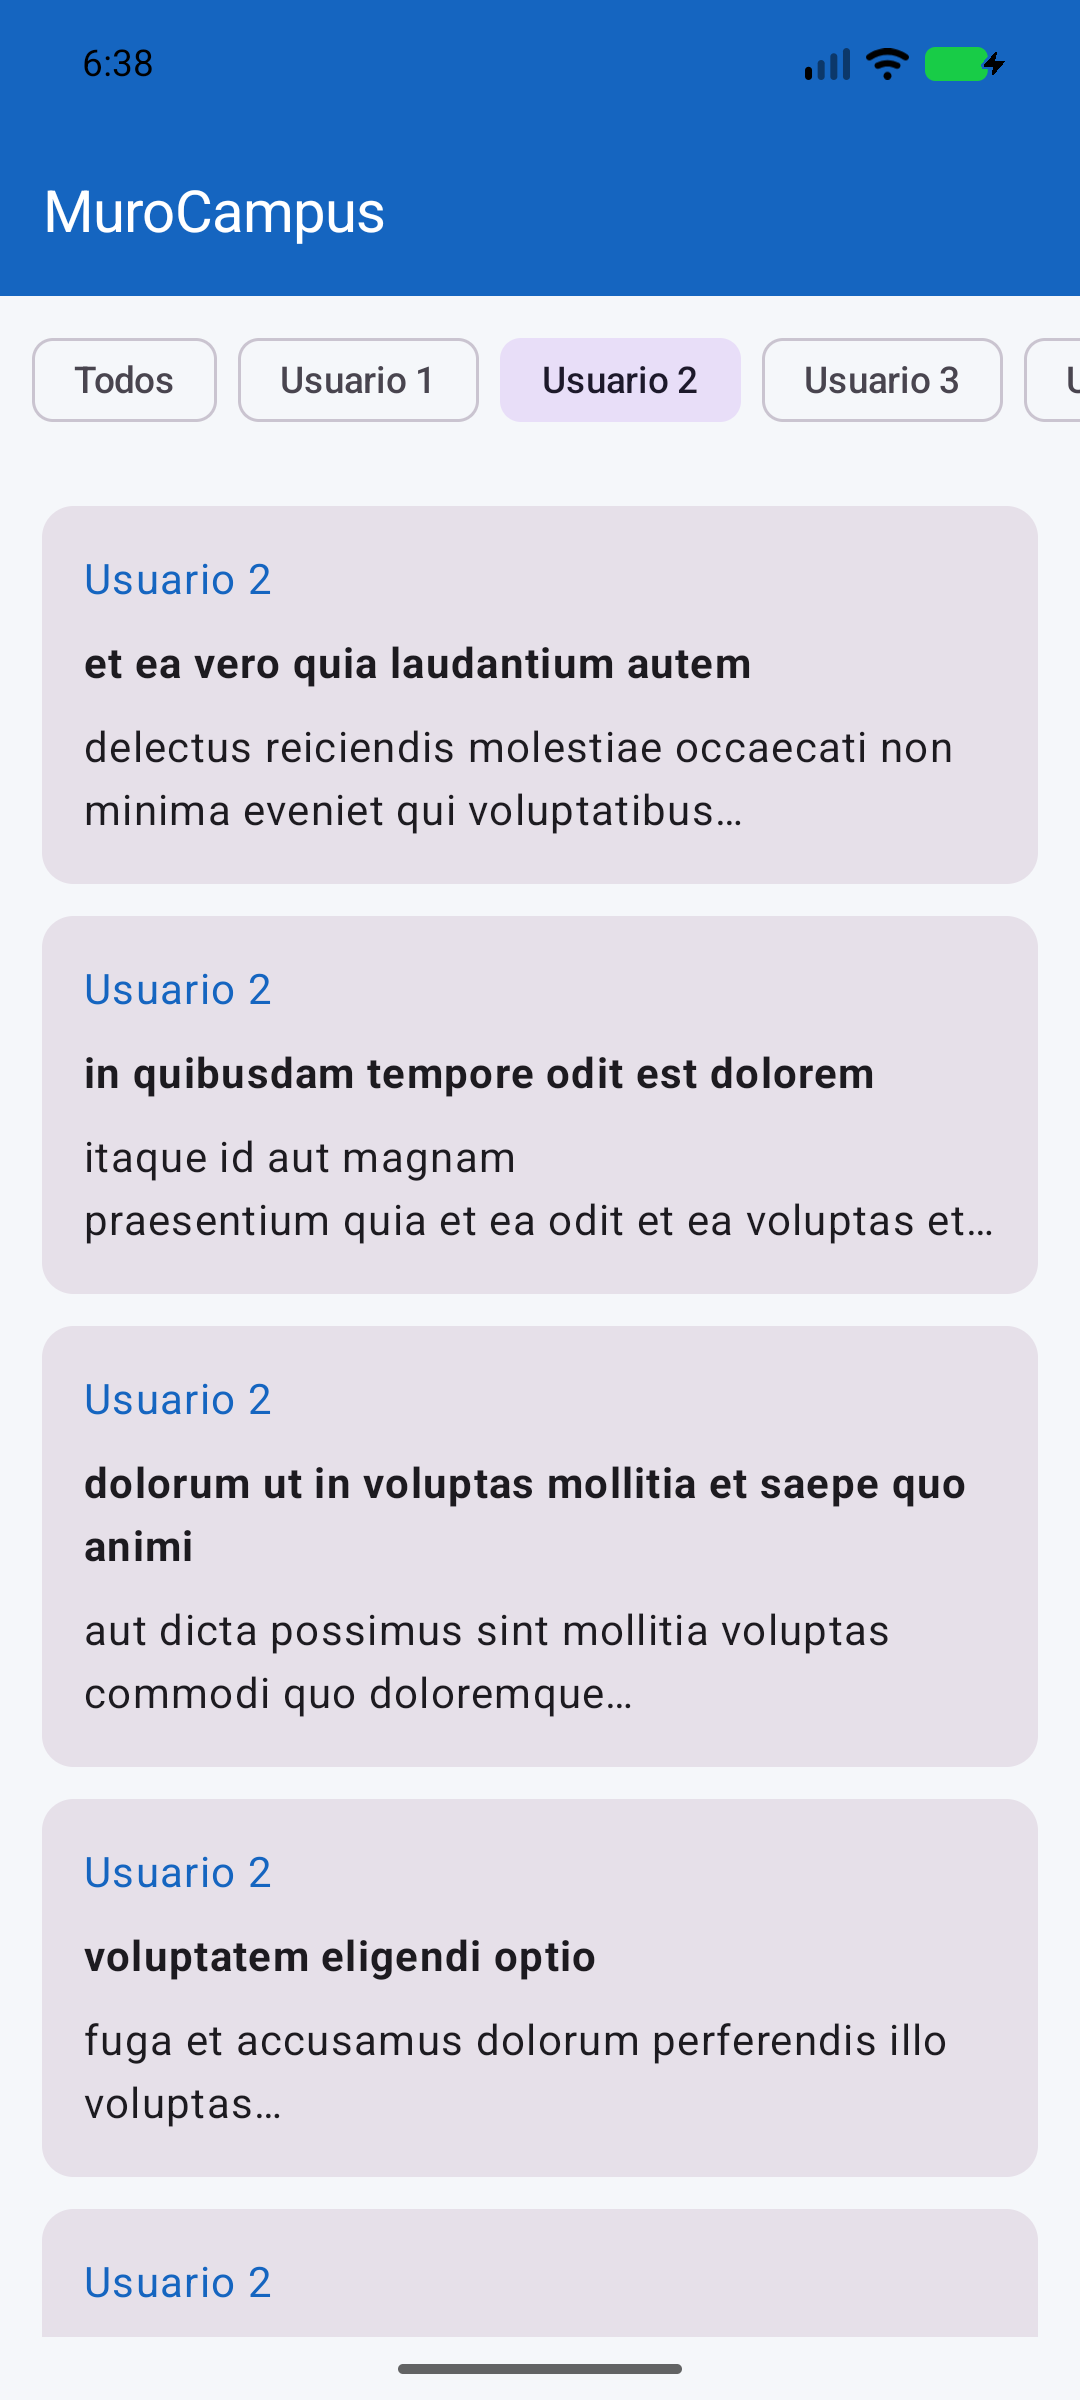 6:38
MuroCampus
Todos
Usuario 1
Usuario 2
Usuario 3
Usuario 2
et ea vero quia laudantium autem
delectus reiciendis molestiae occaecati non
minima eveniet qui voluptatibus…
Usuario 2
in quibusdam tempore odit est dolorem
itaque id aut magnam
praesentium quia et ea odit et ea voluptas et…
Usuario 2
dolorum ut in voluptas mollitia et saepe quo
animi
aut dicta possimus sint mollitia voluptas
commodi quo doloremque…
Usuario 2
voluptatem eligendi optio
fuga et accusamus dolorum perferendis illo
voluptas…
Usuario 2